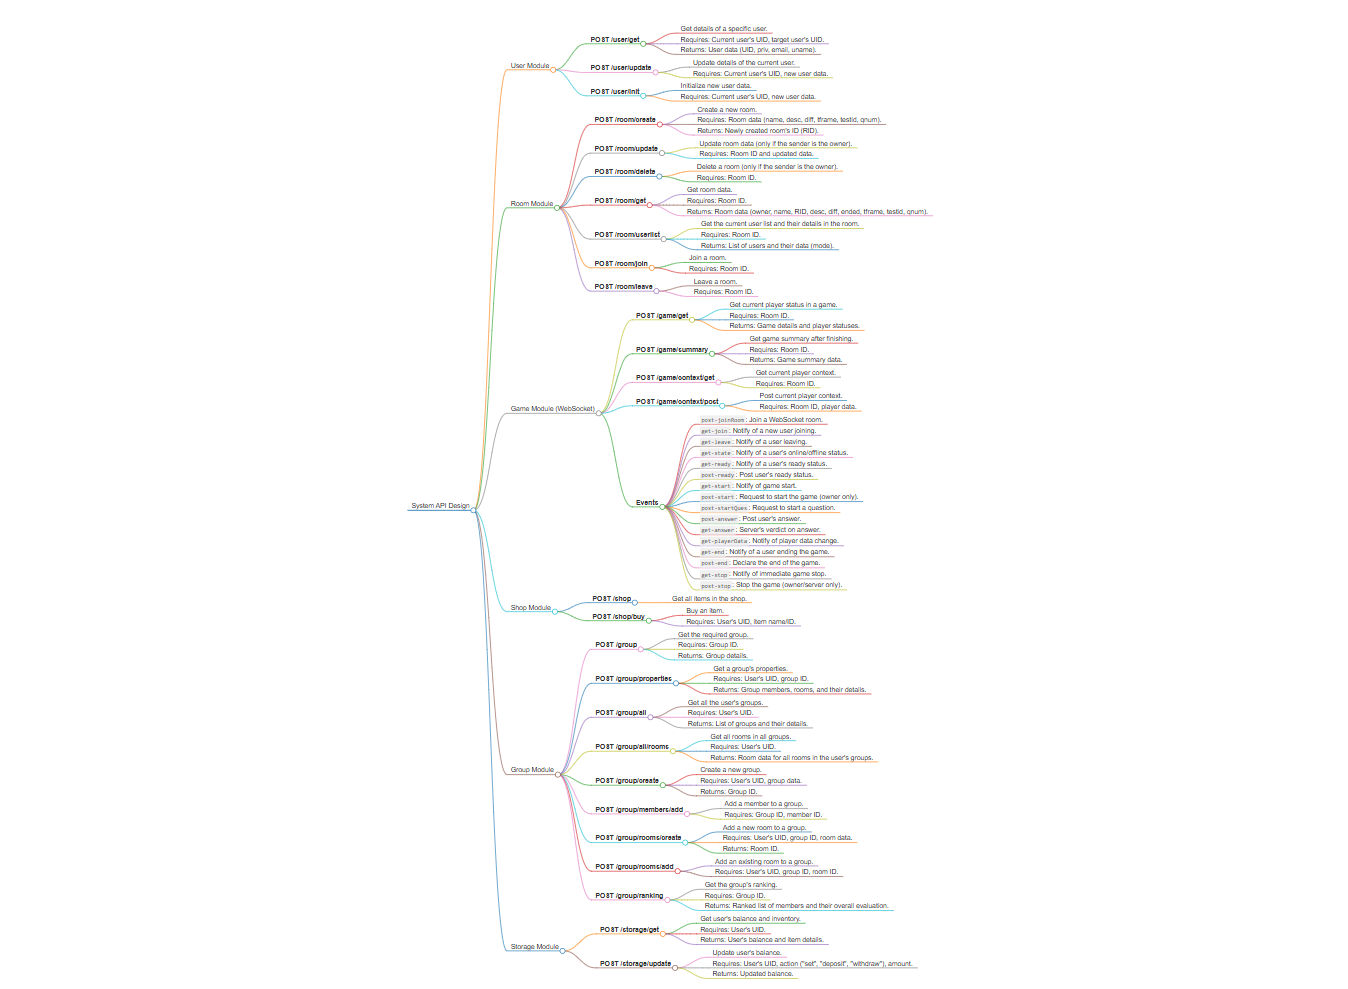 System API Design
User Module
POST /user/get
Get details of a specific user.
Requires: Current user's UID, target user's UID.
Returns: User data (UID, priv, email, uname).
POST /user/update
Update details of the current user.
Requires: Current user's UID, new user data.
POST /user/init
Initialize new user data.
Requires: Current user's UID, new user data.
Room Module
POST /room/create
Create a new room.
Requires: Room data (name, desc, diff, tframe, testid, qnum).
Returns: Newly created room's ID (RID).
POST /room/update
Update room data (only if the sender is the owner).
Requires: Room ID and updated data.
POST /room/delete
Delete a room (only if the sender is the owner).
Requires: Room ID.
POST /room/get
Get room data.
Requires: Room ID.
Returns: Room data (owner, name, RID, desc, diff, ended, tframe, testid, qnum).
POST /room/userlist
Get the current user list and their details in the room.
Requires: Room ID.
Returns: List of users and their data (mode).
POST /room/join
Join a room.
Requires: Room ID.
POST /room/leave
Leave a room.
Requires: Room ID.
Game Module (WebSocket)
POST /game/get
Get current player status in a game.
Requires: Room ID.
Returns: Game details and player statuses.
POST /game/summary
Get game summary after finishing.
Requires: Room ID.
Returns: Game summary data.
POST /game/context/get
Get current player context.
Requires: Room ID.
POST /game/context/post
Post current player context.
Requires: Room ID, player data.
Events
post-joinRoom: Join a WebSocket room.
get-join: Notify of a new user joining.
get-leave: Notify of a user leaving.
get-state: Notify of a user's online/offline status.
get-ready: Notify of a user's ready status.
post-ready: Post user's ready status.
get-start: Notify of game start.
post-start: Request to start the game (owner only).
post-startQues: Request to start a question.
post-answer: Post user's answer.
get-answer: Server's verdict on answer.
get-playerData: Notify of player data change.
get-end: Notify of a user ending the game.
post-end: Declare the end of the game.
get-stop: Notify of immediate game stop.
post-stop: Stop the game (owner/server only).
Shop Module
POST /shop
Get all items in the shop.
POST /shop/buy
Buy an item.
Requires: User's UID, item name/ID.
Group Module
POST /group
Get the required group.
Requires: Group ID.
Returns: Group details.
POST /group/properties
Get a group's properties.
Requires: User's UID, group ID.
Returns: Group members, rooms, and their details.
POST /group/all
Get all the user's groups.
Requires: User's UID.
Returns: List of groups and their details.
POST /group/all/rooms
Get all rooms in all groups.
Requires: User's UID.
Returns: Room data for all rooms in the user's groups.
POST /group/create
Create a new group.
Requires: User's UID, group data.
Returns: Group ID.
POST /group/members/add
Add a member to a group.
Requires: Group ID, member ID.
POST /group/rooms/create
Add a new room to a group.
Requires: User's UID, group ID, room data.
Returns: Room ID.
POST /group/rooms/add
Add an existing room to a group.
Requires: User's UID, group ID, room ID.
POST /group/ranking
Get the group's ranking.
Requires: Group ID.
Returns: Ranked list of members and their overall evaluation.
Storage Module
POST /storage/get
Get user's balance and inventory.
Requires: User's UID.
Returns: User's balance and item details.
POST /storage/update
Update user's balance.
Requires: User's UID, action ("set", "deposit", "withdraw"), amount.
Returns: Updated balance.